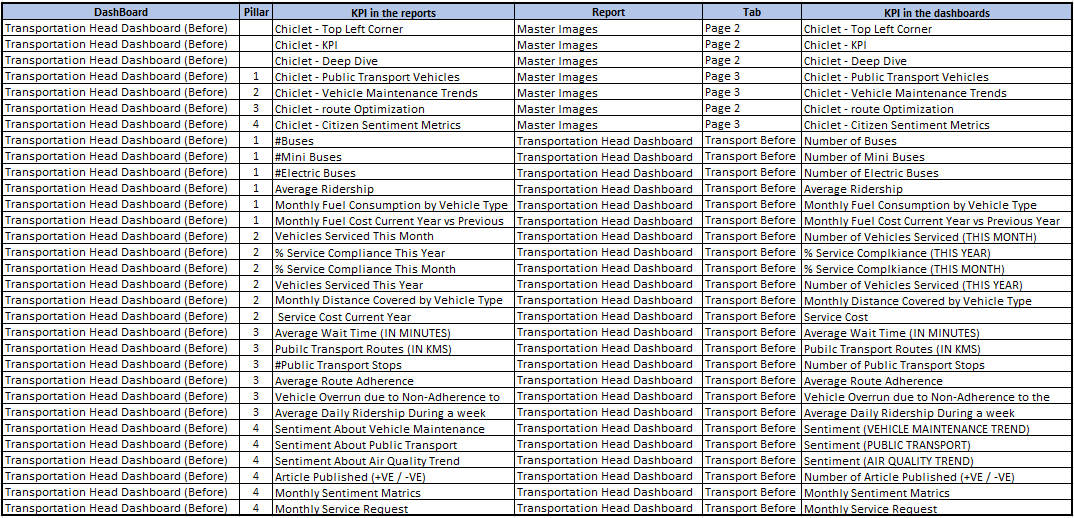 DashBoard Pillar KPI in the reports Report Tab KPI in the dashboards
Transportation Head Dashboard (Before) Chiclet - Top Left Corner Master Images Page 2 Chiclet - Top Left Corner
Transportation Head Dashboard (Before) Chiclet - KPI Master Images Page 2 Chiclet - KPI
Transportation Head Dashboard (Before) Chiclet - Deep Dive Master Images Page 2 Chiclet - Deep Dive
Transportation Head Dashboard (Before) 1 Chiclet - Public Transport Vehicles Master Images Page 3 Chiclet - Public Transport Vehicles
Transportation Head Dashboard (Before) 2 Chiclet - Vehicle Maintenance Trends Master Images Page 3 Chiclet - Vehicle Maintenance Trends
Transportation Head Dashboard (Before) 3 Chiclet - route Optimization Master Images Page 2 Chiclet - route Optimization
Transportation Head Dashboard (Before) 4 Chiclet - Citizen Sentiment Metrics Master Images Page 3 Chiclet - Citizen Sentiment Metrics
Transportation Head Dashboard (Before) 1 #Buses Transportation Head Dashboard Transport Before Number of Buses
Transportation Head Dashboard (Before) 1 #Mini Buses Transportation Head Dashboard Transport Before Number of Mini Buses
Transportation Head Dashboard (Before) 1 #Electric Buses Transportation Head Dashboard Transport Before Number of Electric Buses
Transportation Head Dashboard (Before) 1 Average Ridership Transportation Head Dashboard Transport Before Average Ridership
Transportation Head Dashboard (Before) 1 Monthly Fuel Consumption by Vehicle Type Transportation Head Dashboard Transport Before Monthly Fuel Consumption by Vehicle Type
Transportation Head Dashboard (Before) 1 Monthly Fuel Cost Current Year vs Previous Transportation Head Dashboard Transport Before Monthly Fuel Cost Current Year vs Previous Year
Transportation Head Dashboard (Before) 2 Vehicles Serviced This Month Transportation Head Dashboard Transport Before Number of Vehicles Serviced (THIS MONTH)
Transportation Head Dashboard (Before) 2 % Service Compliance This Year Transportation Head Dashboard Transport Before % Service Complkiance (THIS YEAR)
Transportation Head Dashboard (Before) 2 % Service Compliance This Month Transportation Head Dashboard Transport Before % Service Complkiance (THIS MONTH)
Transportation Head Dashboard (Before) 2 Vehicles Serviced This Year Transportation Head Dashboard Transport Before Number of Vehicles Serviced (THIS YEAR)
Transportation Head Dashboard (Before) 2 Monthly Distance Covered by Vehicle Type Transportation Head Dashboard Transport Before Monthly Distance Covered by Vehicle Type
Transportation Head Dashboard (Before) 2 Service Cost Current Year Transportation Head Dashboard Transport Before Service Cost
Transportation Head Dashboard (Before) 3 Average Wait Time (IN MINUTES) Transportation Head Dashboard Transport Before Average Wait Time (IN MINUTES)
Transportation Head Dashboard (Before) 3 Pubilc Transport Routes (IN KMS) Transportation Head Dashboard Transport Before Pubilc Transport Routes (IN KMS)
Transportation Head Dashboard (Before) 3 #Public Transport Stops Transportation Head Dashboard Transport Before Number of Public Transport Stops
Transportation Head Dashboard (Before) 3 Average Route Adherence Transportation Head Dashboard Transport Before Average Route Adherence
Transportation Head Dashboard (Before) 3 Vehicle Overrun due to Non-Adherence to Transportation Head Dashboard Transport Before Vehicle Overrun due to Non-Adherence to the
Transportation Head Dashboard (Before) 3 Average Daily Ridership During a week Transportation Head Dashboard Transport Before Average Daily Ridership During a week
Transportation Head Dashboard (Before) 4 Sentiment About Vehicle Maintenance Transportation Head Dashboard Transport Before Sentiment (VEHICLE MAINTENANCE TREND)
Transportation Head Dashboard (Before) 4 Sentiment About Public Transport Transportation Head Dashboard Transport Before Sentiment (PUBLIC TRANSPORT)
Transportation Head Dashboard (Before) 4 Sentiment About Air Quality Trend Transportation Head Dashboard Transport Before Sentiment (AIR QUALITY TREND)
Transportation Head Dashboard (Before) 4 Article Published (+VE / -VE) Transportation Head Dashboard Transport Before Number of Article Published (+VE / -VE)
Transportation Head Dashboard (Before) 4 Monthly Sentiment Matrics Transportation Head Dashboard Transport Before Monthly Sentiment Matrics
Transportation Head Dashboard (Before) 4 Monthly Service Request Transportation Head Dashboard Transport Before Monthly Service Request